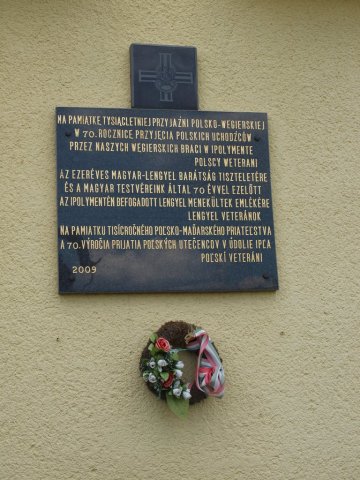 NA PAMIĄTKĘ TYSIĄCLETNIEJ PRZYJAŹNI POLSKO-WĘGIERSKIEJ
W 70. ROCZNICĘ PRZYJĘCIA POLSKICH UCHODŹCÓW
PRZEZ NASZYCH WĘGIERSKICH BRACI W IPOLYMENTE
POLSCY WETERANI
AZ EZERÉVES MAGYAR-LENGYEL BARÁTSÁG TISZTELETÉRE
ÉS A MAGYAR TESTVÉREINK ÁLTAL 70 ÉVVEL EZELŐTT
AZ IPOLYMENTÉN BEFOGADOTT LENGYEL MENEKÜLTEK EMLÉKÉRE
LENGYEL VETERÁNOK
NA PAMIATKU TISÍCROČNÉHO POĽSKO-MAĎARSKÉHO PRIATEĽSTVA
A 70. VÝROČIA PRIJATIA POĽSKÝCH UTEČENCOV V ÚDOLIE IPĽA
POĽSKÍ VETERÁNI
2009